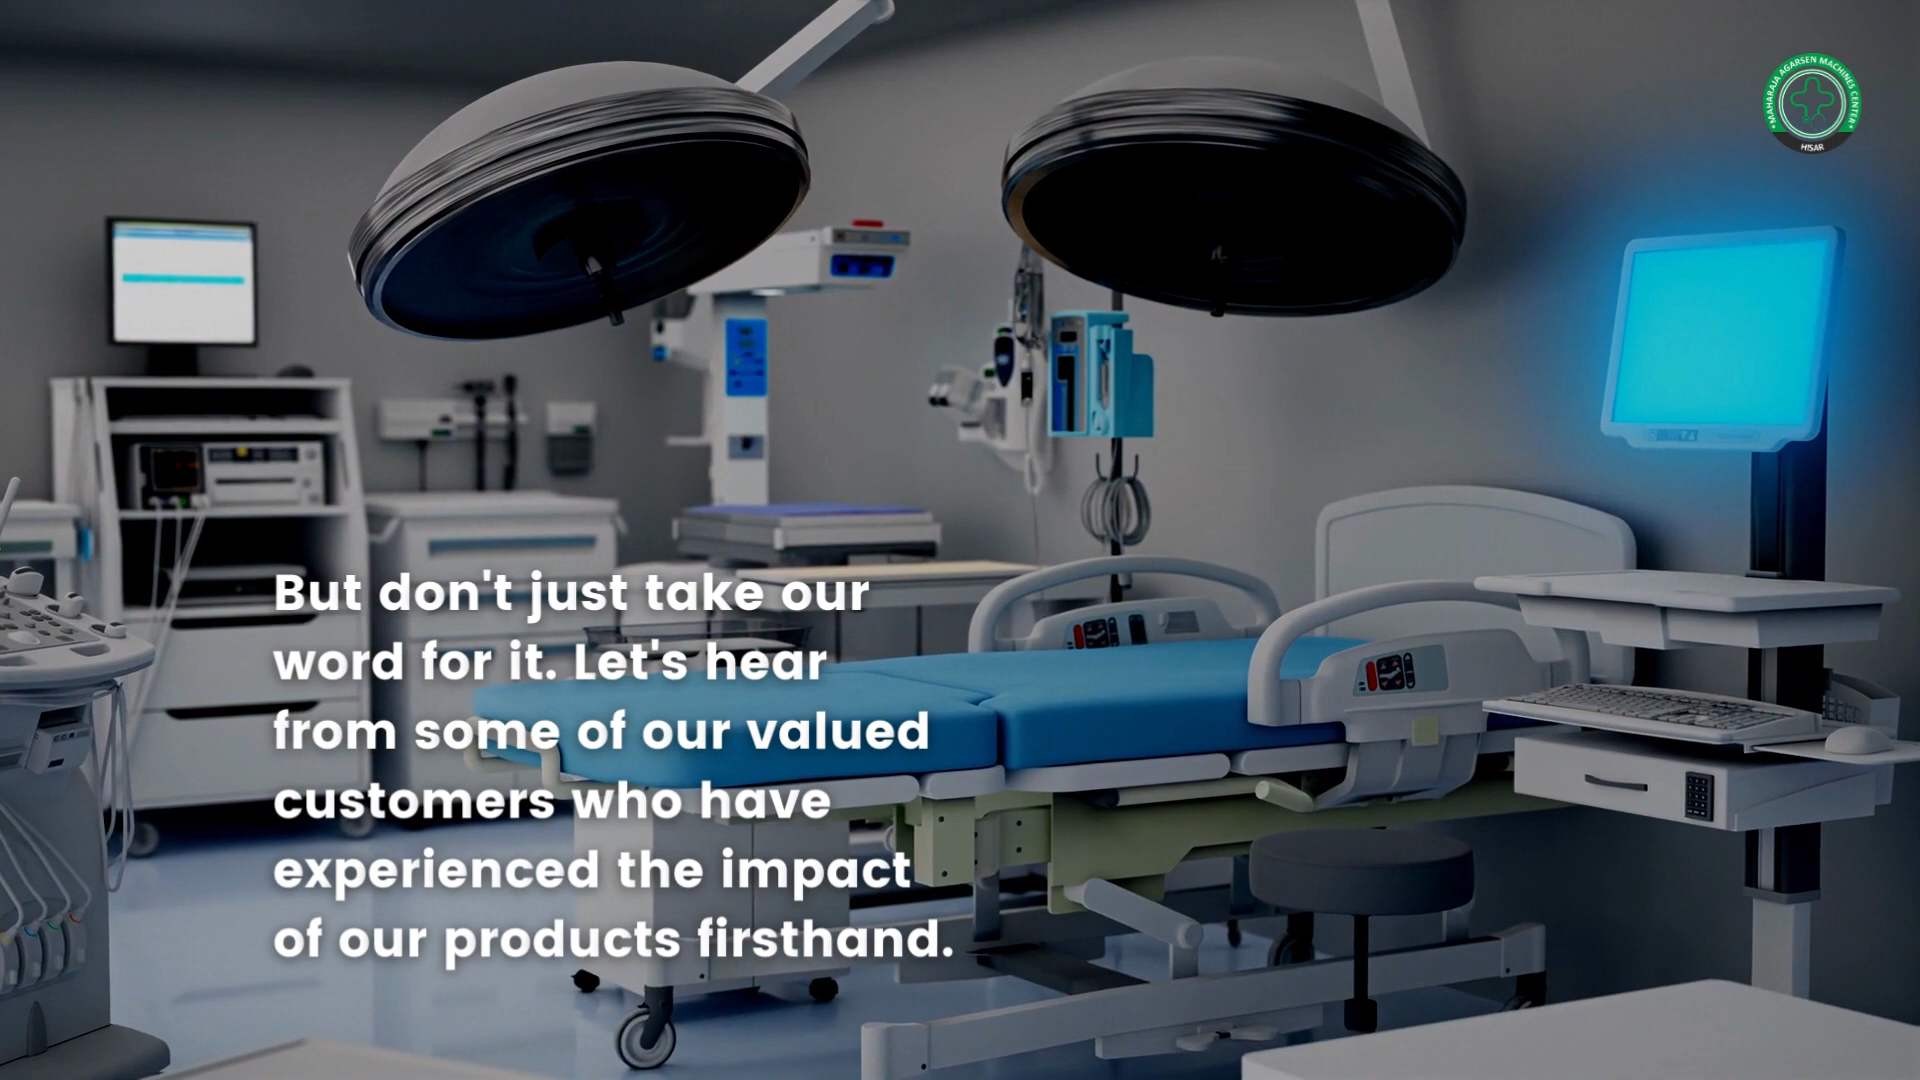 MAHARAJA AGARSEN MACHINES CENTER
HISAR
But don't just take our
word for it. Let's hear
from some of our valued
customers who have
experienced the impact
of our products firsthand.